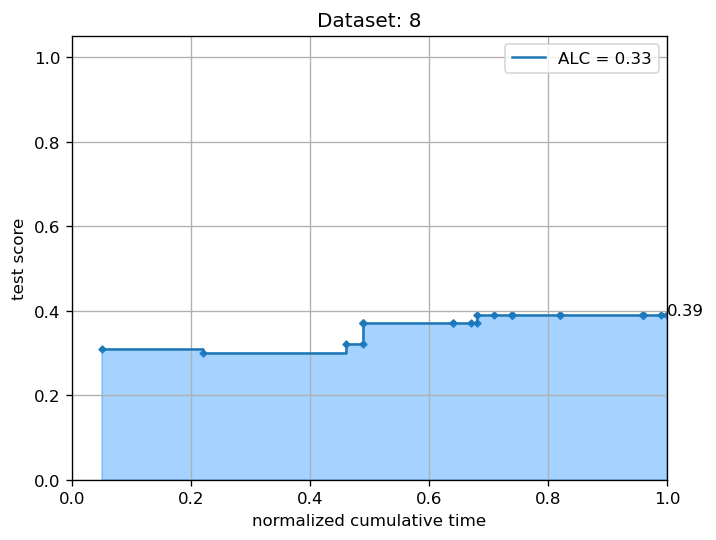 Dataset: 8
ALC = 0.33
1.0
0.8
0.6
0.4
0.2
0.0
test score
0.39
0.0 0.2 0.4 0.6 0.8 1.0
normalized cumulative time